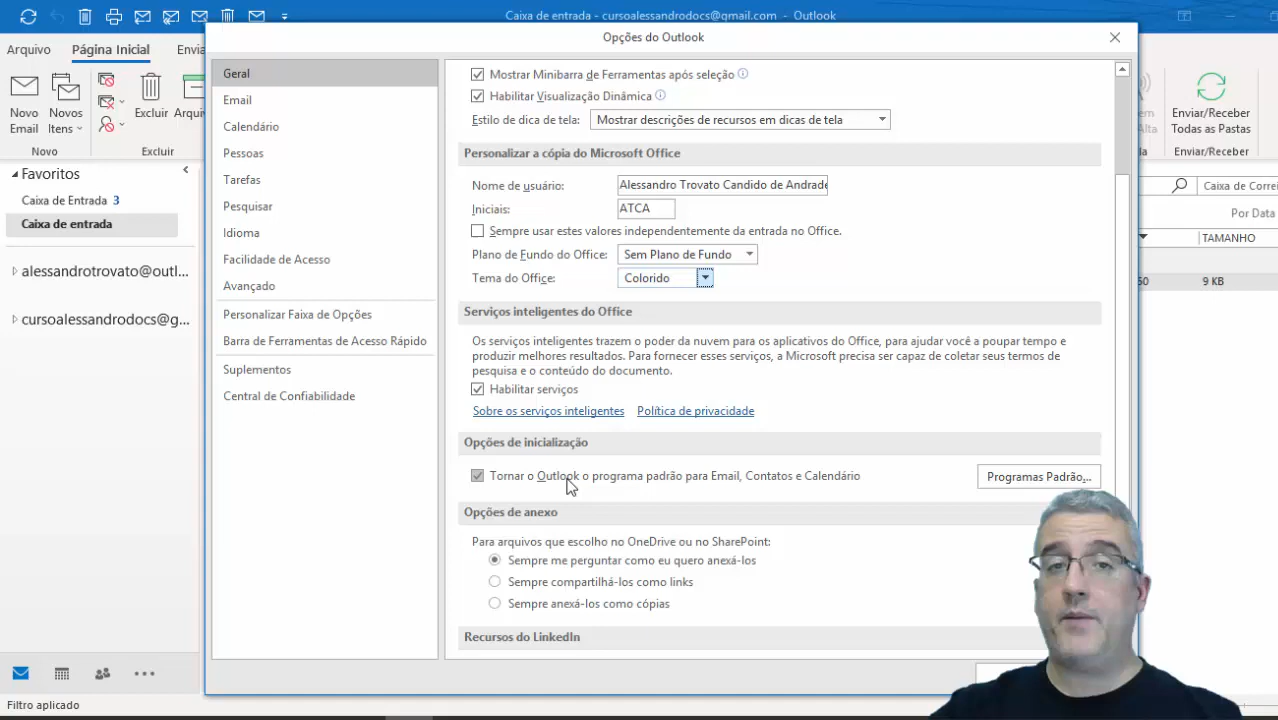 Caixa de entrada - cursoalessandrodocs@gmail.com - Outlook
Opções do Outlook
Arquivo
Página Inicial
Envia
Novo Email
Novos Itens
Excluir
Arquiv
Enviar/Receber Todas as Pastas
Novo
Excluir
Enviar/Receber
Favoritos
Caixa de Entrada 3
Caixa de entrada
alessandrotrovato@outl...
cursoalessandrodocs@g...
Filtro aplicado
Geral
Email
Calendário
Pessoas
Tarefas
Pesquisar
Idioma
Facilidade de Acesso
Avançado
Personalizar Faixa de Opções
Barra de Ferramentas de Acesso Rápido
Suplementos
Central de Confiabilidade
Mostrar Minibarra de Ferramentas após seleção
Habilitar Visualização Dinâmica
Estilo de dica de tela: Mostrar descrições de recursos em dicas de tela
Personalizar a cópia do Microsoft Office
Nome de usuário: Alessandro Trovato Candido de Andrade
Iniciais: ATCA
Sempre usar estes valores independentemente da entrada no Office.
Plano de Fundo do Office: Sem Plano de Fundo
Tema do Office: Colorido
Serviços inteligentes do Office
Os serviços inteligentes trazem o poder da nuvem para os aplicativos do Office, para ajudar você a poupar tempo e
produzir melhores resultados. Para fornecer esses serviços, a Microsoft precisa ser capaz de coletar seus termos de
pesquisa e o conteúdo do documento.
Habilitar serviços
Sobre os serviços inteligentes Política de privacidade
Opções de inicialização
Tornar o Outlook o programa padrão para Email, Contatos e Calendário
Programas Padrão...
Opções de anexo
Para arquivos que escolho no OneDrive ou no SharePoint:
Sempre me perguntar como eu quero anexá-los
Sempre compartilhá-los como links
Sempre anexá-los como cópias
Recursos do LinkedIn
Caixa de Correi
Por Data
TAMANHO
9 KB